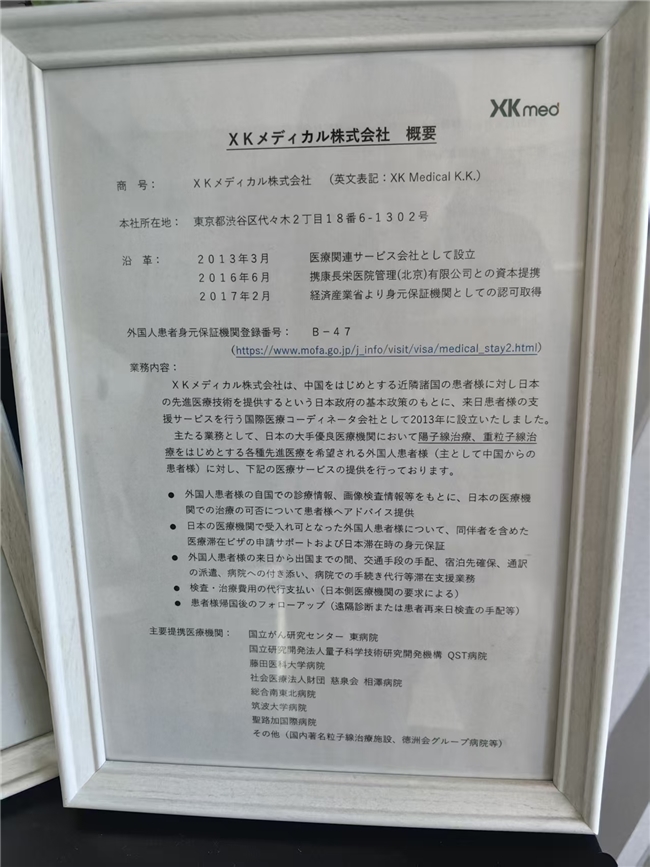 XK med
ＸＫメディカル株式会社　概要
商　号：　ＸＫメディカル株式会社　（英文表記：XK Medical K.K.）
本社所在地：　東京都渋谷区代々木２丁目１８番６-１３０２号
沿　革：　２０１３年３月　医療関連サービス会社として設立
２０１６年６月　携康長栄医院管理(北京)有限公司との資本提携
２０１７年２月　経済産業省より身元保証機関としての認可取得
外国人患者身元保証機関登録番号：　Ｂ－４７
（https://www.mofa.go.jp/j_info/visit/visa/medical_stay2.html）
業務内容：
ＸＫメディカル株式会社は、中国をはじめとする近隣諸国の患者様に対し日本
の先進医療技術を提供するという日本政府の基本政策のもとに、来日患者様の支
援サービスを行う国際医療コーディネータ会社として2013年に設立いたしました。
主たる業務として、日本の大手優良医療機関において陽子線治療、重粒子線治
療をはじめとする各種先進医療を希望される外国人患者様（主として中国からの
患者様）に対し、下記の医療サービスの提供を行っております。
● 外国人患者様の自国での診療情報、画像検査情報等をもとに、日本の医療機
関での治療の可否について患者様へアドバイス提供
● 日本の医療機関で受入れ可となった外国人患者様について、同伴者を含めた
医療滞在ビザの申請サポートおよび日本滞在時の身元保証
● 外国人患者様の来日から出国までの間、交通手段の手配、宿泊先確保、通訳
の派遣、病院への付き添い、病院での手続き代行等滞在支援業務
● 検査・治療費用の代行支払い（日本側医療機関の要求による）
● 患者様帰国後のフォローアップ（遠隔診断または患者再来日検査の手配等）
主要提携医療機関：　国立がん研究センター 東病院
国立研究開発法人量子科学技術研究開発機構 QST病院
藤田医科大学病院
社会医療法人財団 慈泉会 相澤病院
総合南東北病院
筑波大学病院
聖路加国際病院
その他（国内著名粒子線治療施設、徳洲会グループ病院等）